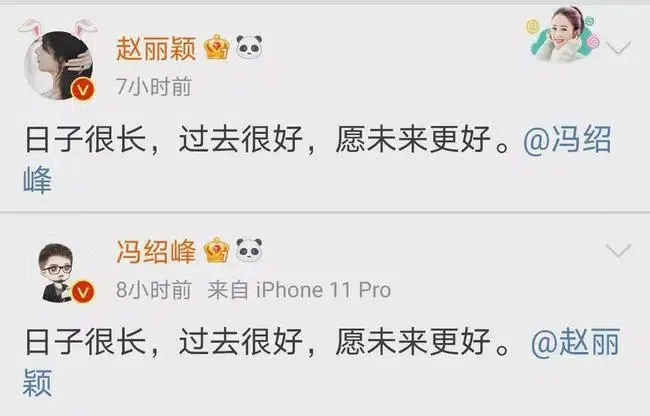 赵丽颖
7小时前
日子很长，过去很好，愿未来更好。@冯绍
峰
冯绍峰
8小时前 来自 iPhone 11 Pro
日子很长，过去很好，愿未来更好。 @赵丽
颖